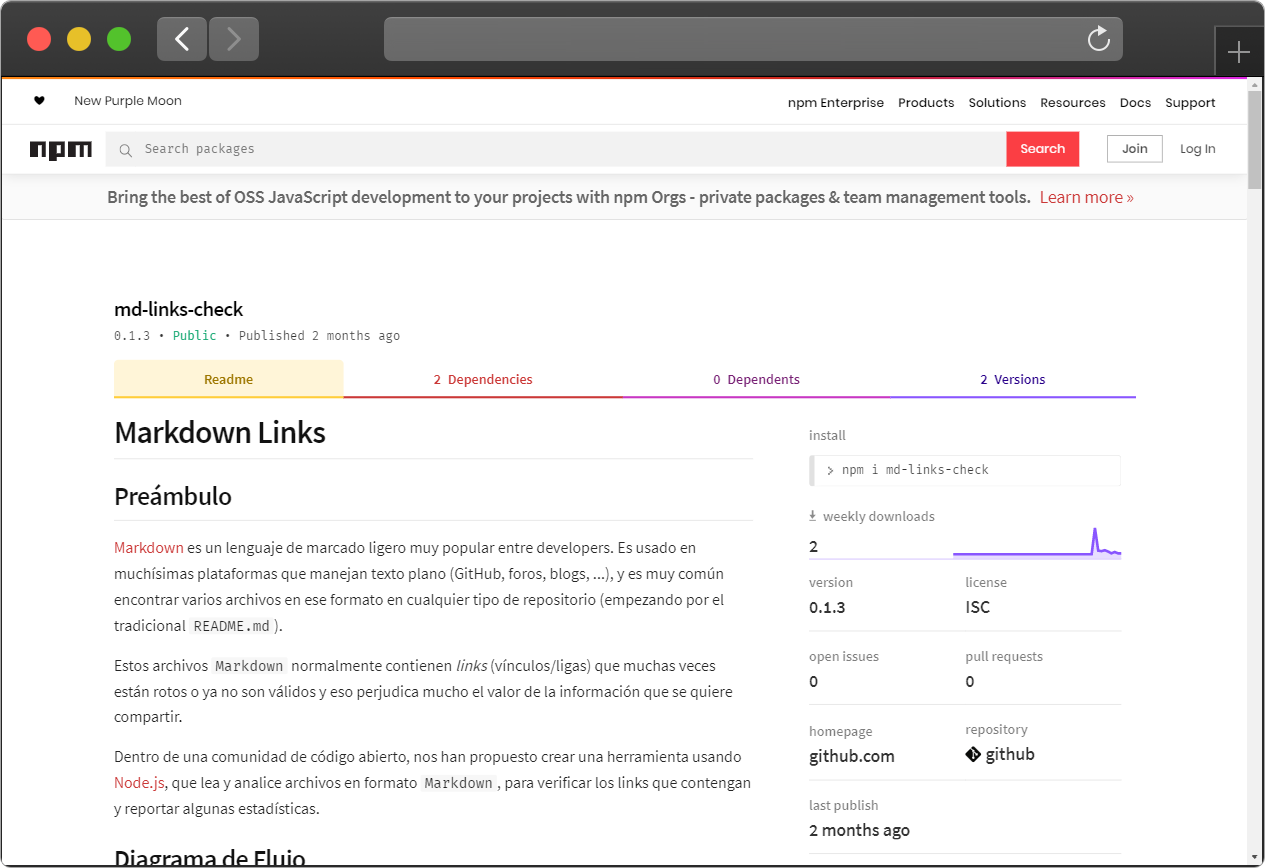 New Purple Moon
npm Enterprise Products Solutions Resources Docs Support
npm Search packages Search Join Log In
Bring the best of OSS JavaScript development to your projects with npm Orgs - private packages & team management tools. Learn more »
md-links-check
0.1.3 • Public • Published 2 months ago
Readme 2 Dependencies 0 Dependents 2 Versions
Markdown Links
Preámbulo
Markdown es un lenguaje de marcado ligero muy popular entre developers. Es usado en
muchísimas plataformas que manejan texto plano (GitHub, foros, blogs, ...), y es muy común
encontrar varios archivos en ese formato en cualquier tipo de repositorio (empezando por el
tradicional README.md ).
Estos archivos Markdown normalmente contienen links (vínculos/ligas) que muchas veces
están rotos o ya no son válidos y eso perjudica mucho el valor de la información que se quiere
compartir.
Dentro de una comunidad de código abierto, nos han propuesto crear una herramienta usando
Node.js, que lea y analice archivos en formato Markdown , para verificar los links que contengan
y reportar algunas estadísticas.
Diagrama de Flujo
install
> npm i md-links-check
weekly downloads
2
version license
0.1.3 ISC
open issues pull requests
0 0
homepage repository
github.com github
last publish
2 months ago